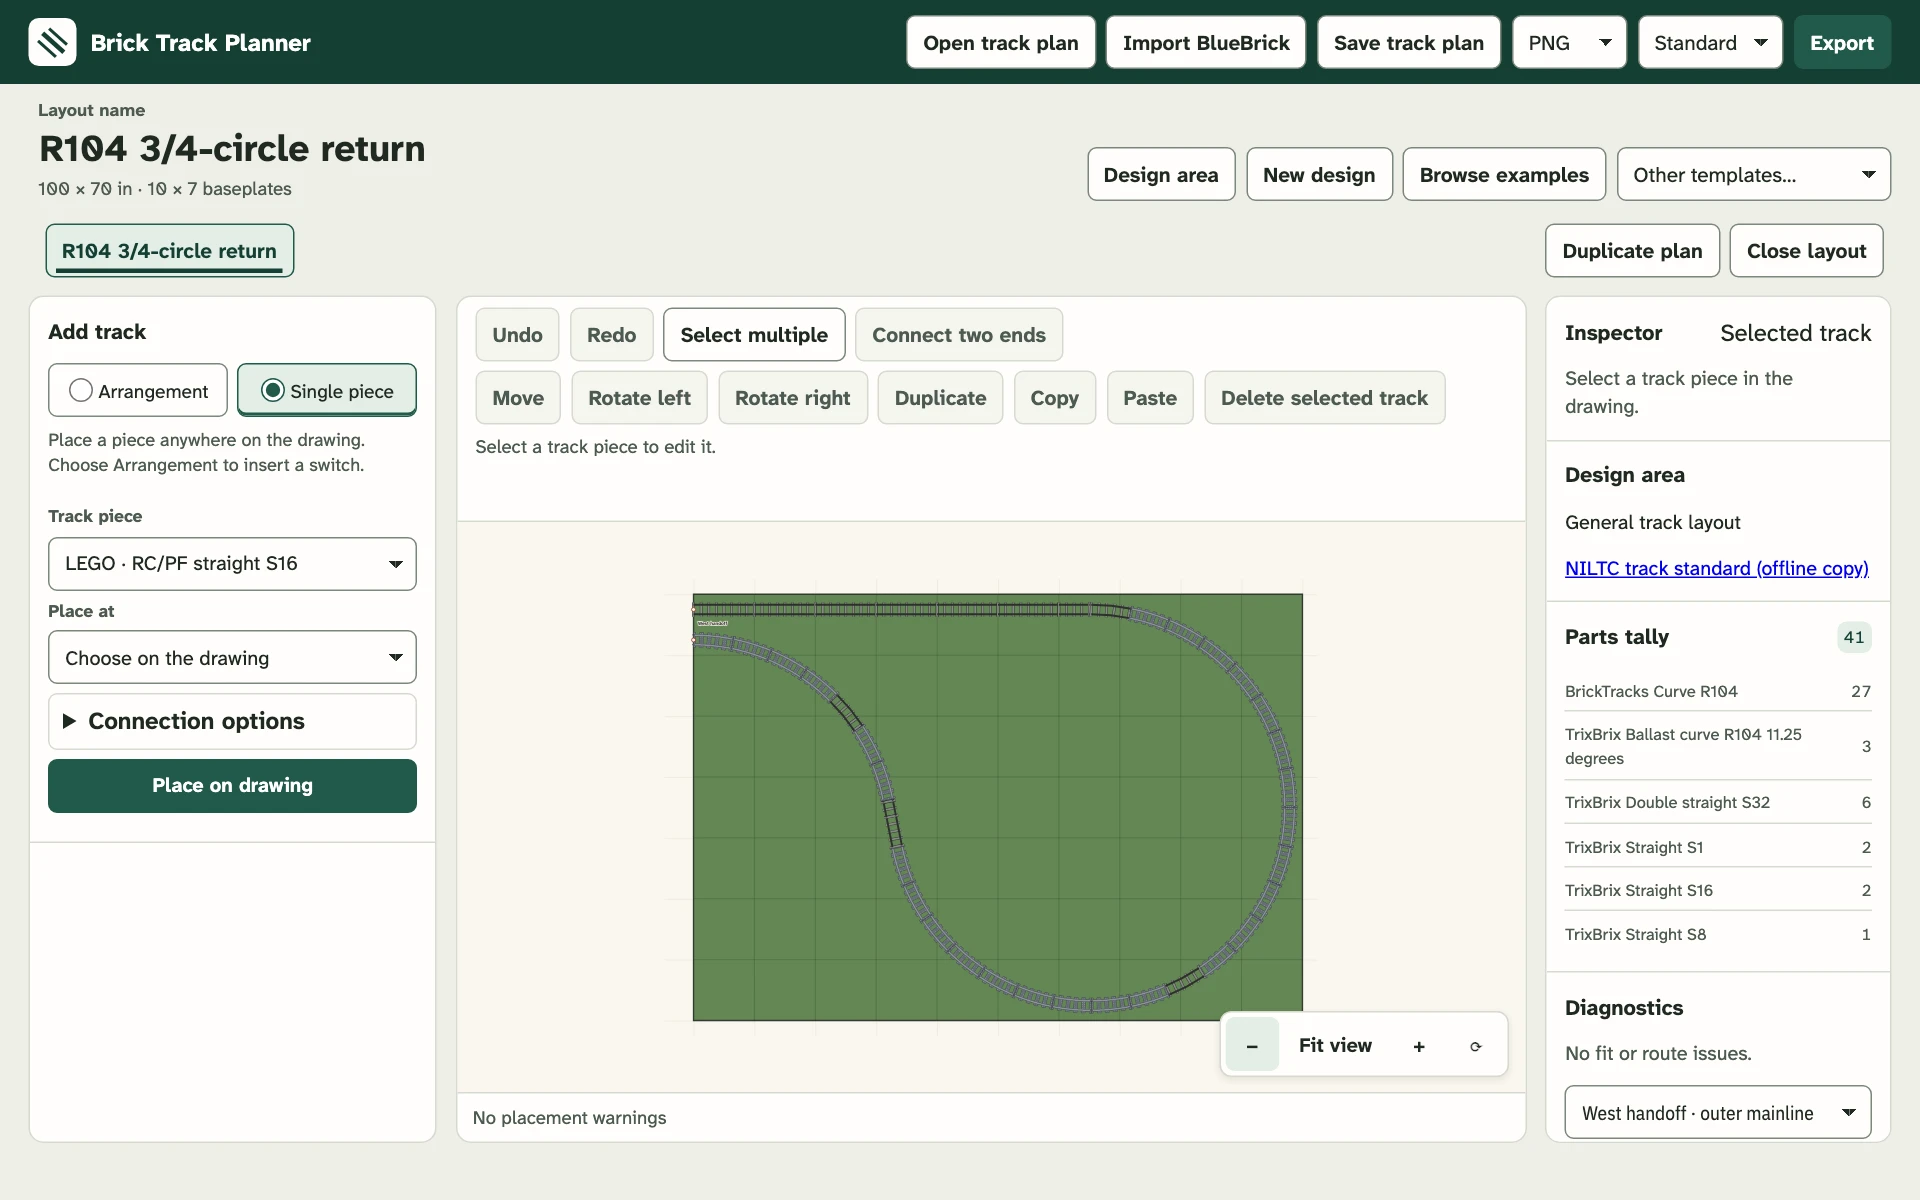 Brick Track Planner
Open track plan
Import BlueBrick
Save track plan
PNG
Standard
Export
Layout name
R104 3/4-circle return
100 × 70 in · 10 × 7 baseplates
Design area
New design
Browse examples
Other templates...
R104 3/4-circle return
Duplicate plan
Close layout
Add track
Arrangement
Single piece
Place a piece anywhere on the drawing.
Choose Arrangement to insert a switch.
Track piece
LEGO · RC/PF straight S16
Place at
Choose on the drawing
Connection options
Place on drawing
Undo
Redo
Select multiple
Connect two ends
Move
Rotate left
Rotate right
Duplicate
Copy
Paste
Delete selected track
Select a track piece to edit it.
West handoff
Fit view
No placement warnings
Inspector
Selected track
Select a track piece in the
drawing.
Design area
General track layout
NILTC track standard (offline copy)
Parts tally
41
BrickTracks Curve R104 27
TrixBrix Ballast curve R104 11.25
degrees
3
TrixBrix Double straight S32 6
TrixBrix Straight S1 2
TrixBrix Straight S16 2
TrixBrix Straight S8 1
Diagnostics
No fit or route issues.
West handoff · outer mainline